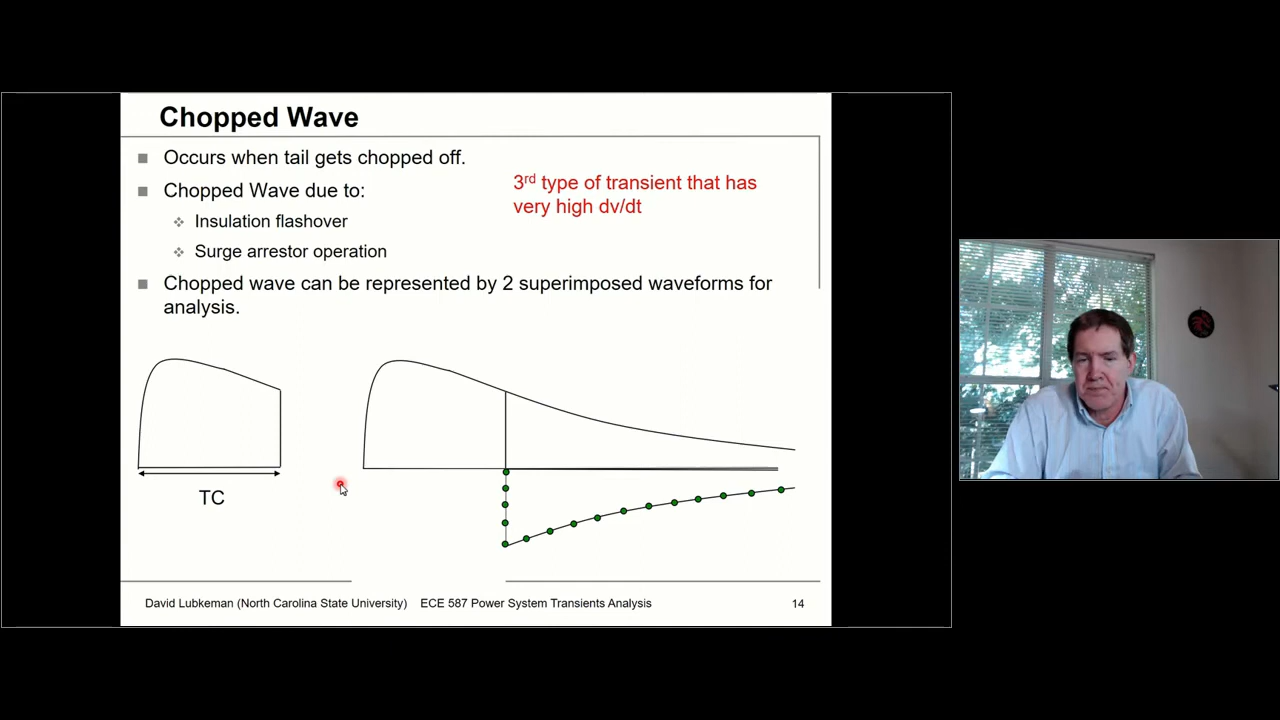 Chopped Wave
Occurs when tail gets chopped off.
Chopped Wave due to:
3rd type of transient that has
very high dv/dt
Insulation flashover
Surge arrestor operation
Chopped wave can be represented by 2 superimposed waveforms for
analysis.
TC
David Lubkeman (North Carolina State University) ECE 587 Power System Transients Analysis 14